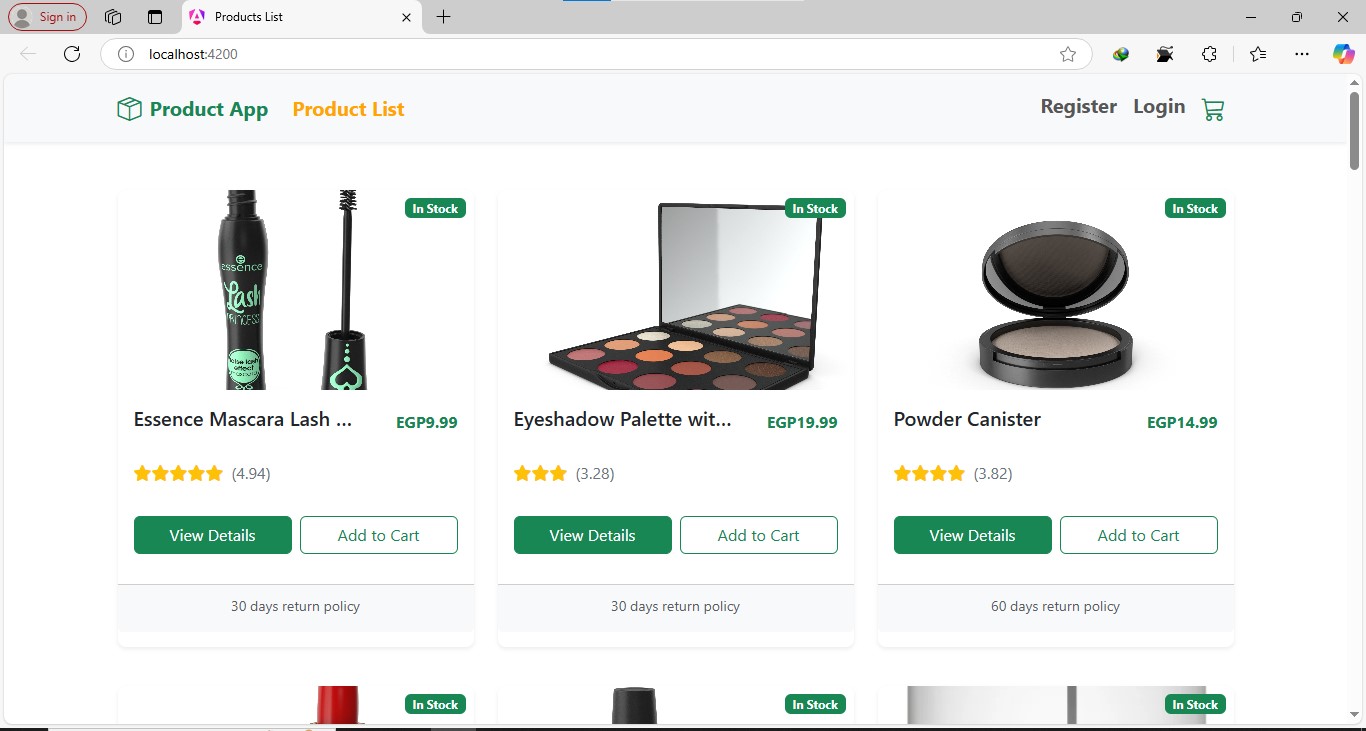 Sign in
Products List
localhost:4200
Product App
Product List
Register
Login
In Stock
In Stock
In Stock
essence
Lash
PRINCESS
false lash
effect
Essence Mascara Lash ...
EGP9.99
Eyeshadow Palette wit...
EGP19.99
Powder Canister
EGP14.99
(4.94)
(3.28)
(3.82)
View Details
Add to Cart
View Details
Add to Cart
View Details
Add to Cart
30 days return policy
30 days return policy
60 days return policy
In Stock
In Stock
In Stock